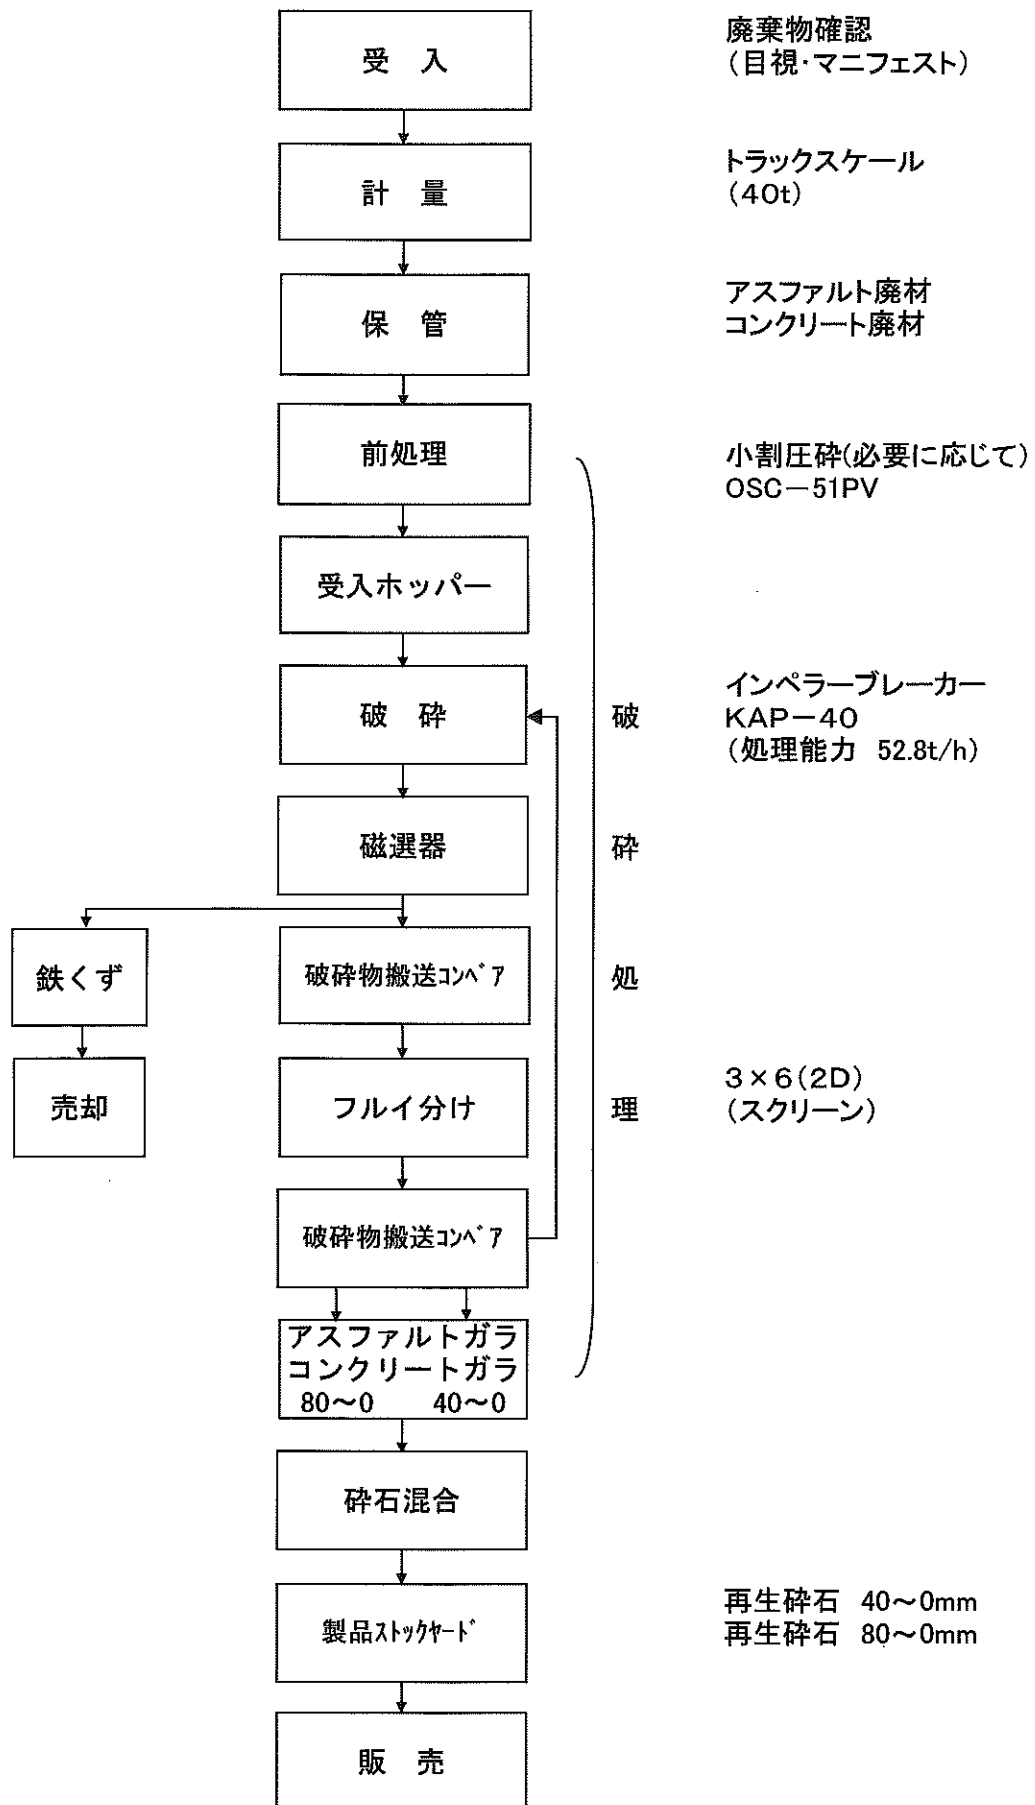 受 入
廃棄物確認
(目視・マニフェスト)
計 量
トラックスケール
(40t)
保 管
アスファルト廃材
コンクリート廃材
前処理
小割圧砕(必要に応じて)
OSC-51PV
受入ホッパー
破 砕
インペラーブレーカー
KAP-40
(処理能力 52.8t/h)
磁選器
破砕処理
鉄くず
破砕物搬送ｺﾝﾍﾞｱ
売却
フルイ分け
3×6(2D)
(スクリーン)
破砕物搬送ｺﾝﾍﾞｱ
アスファルトガラ
コンクリートガラ
80～0 40～0
砕石混合
製品ｽﾄｯｸﾔｰﾄﾞ
再生砕石 40～0mm
再生砕石 80～0mm
販 売